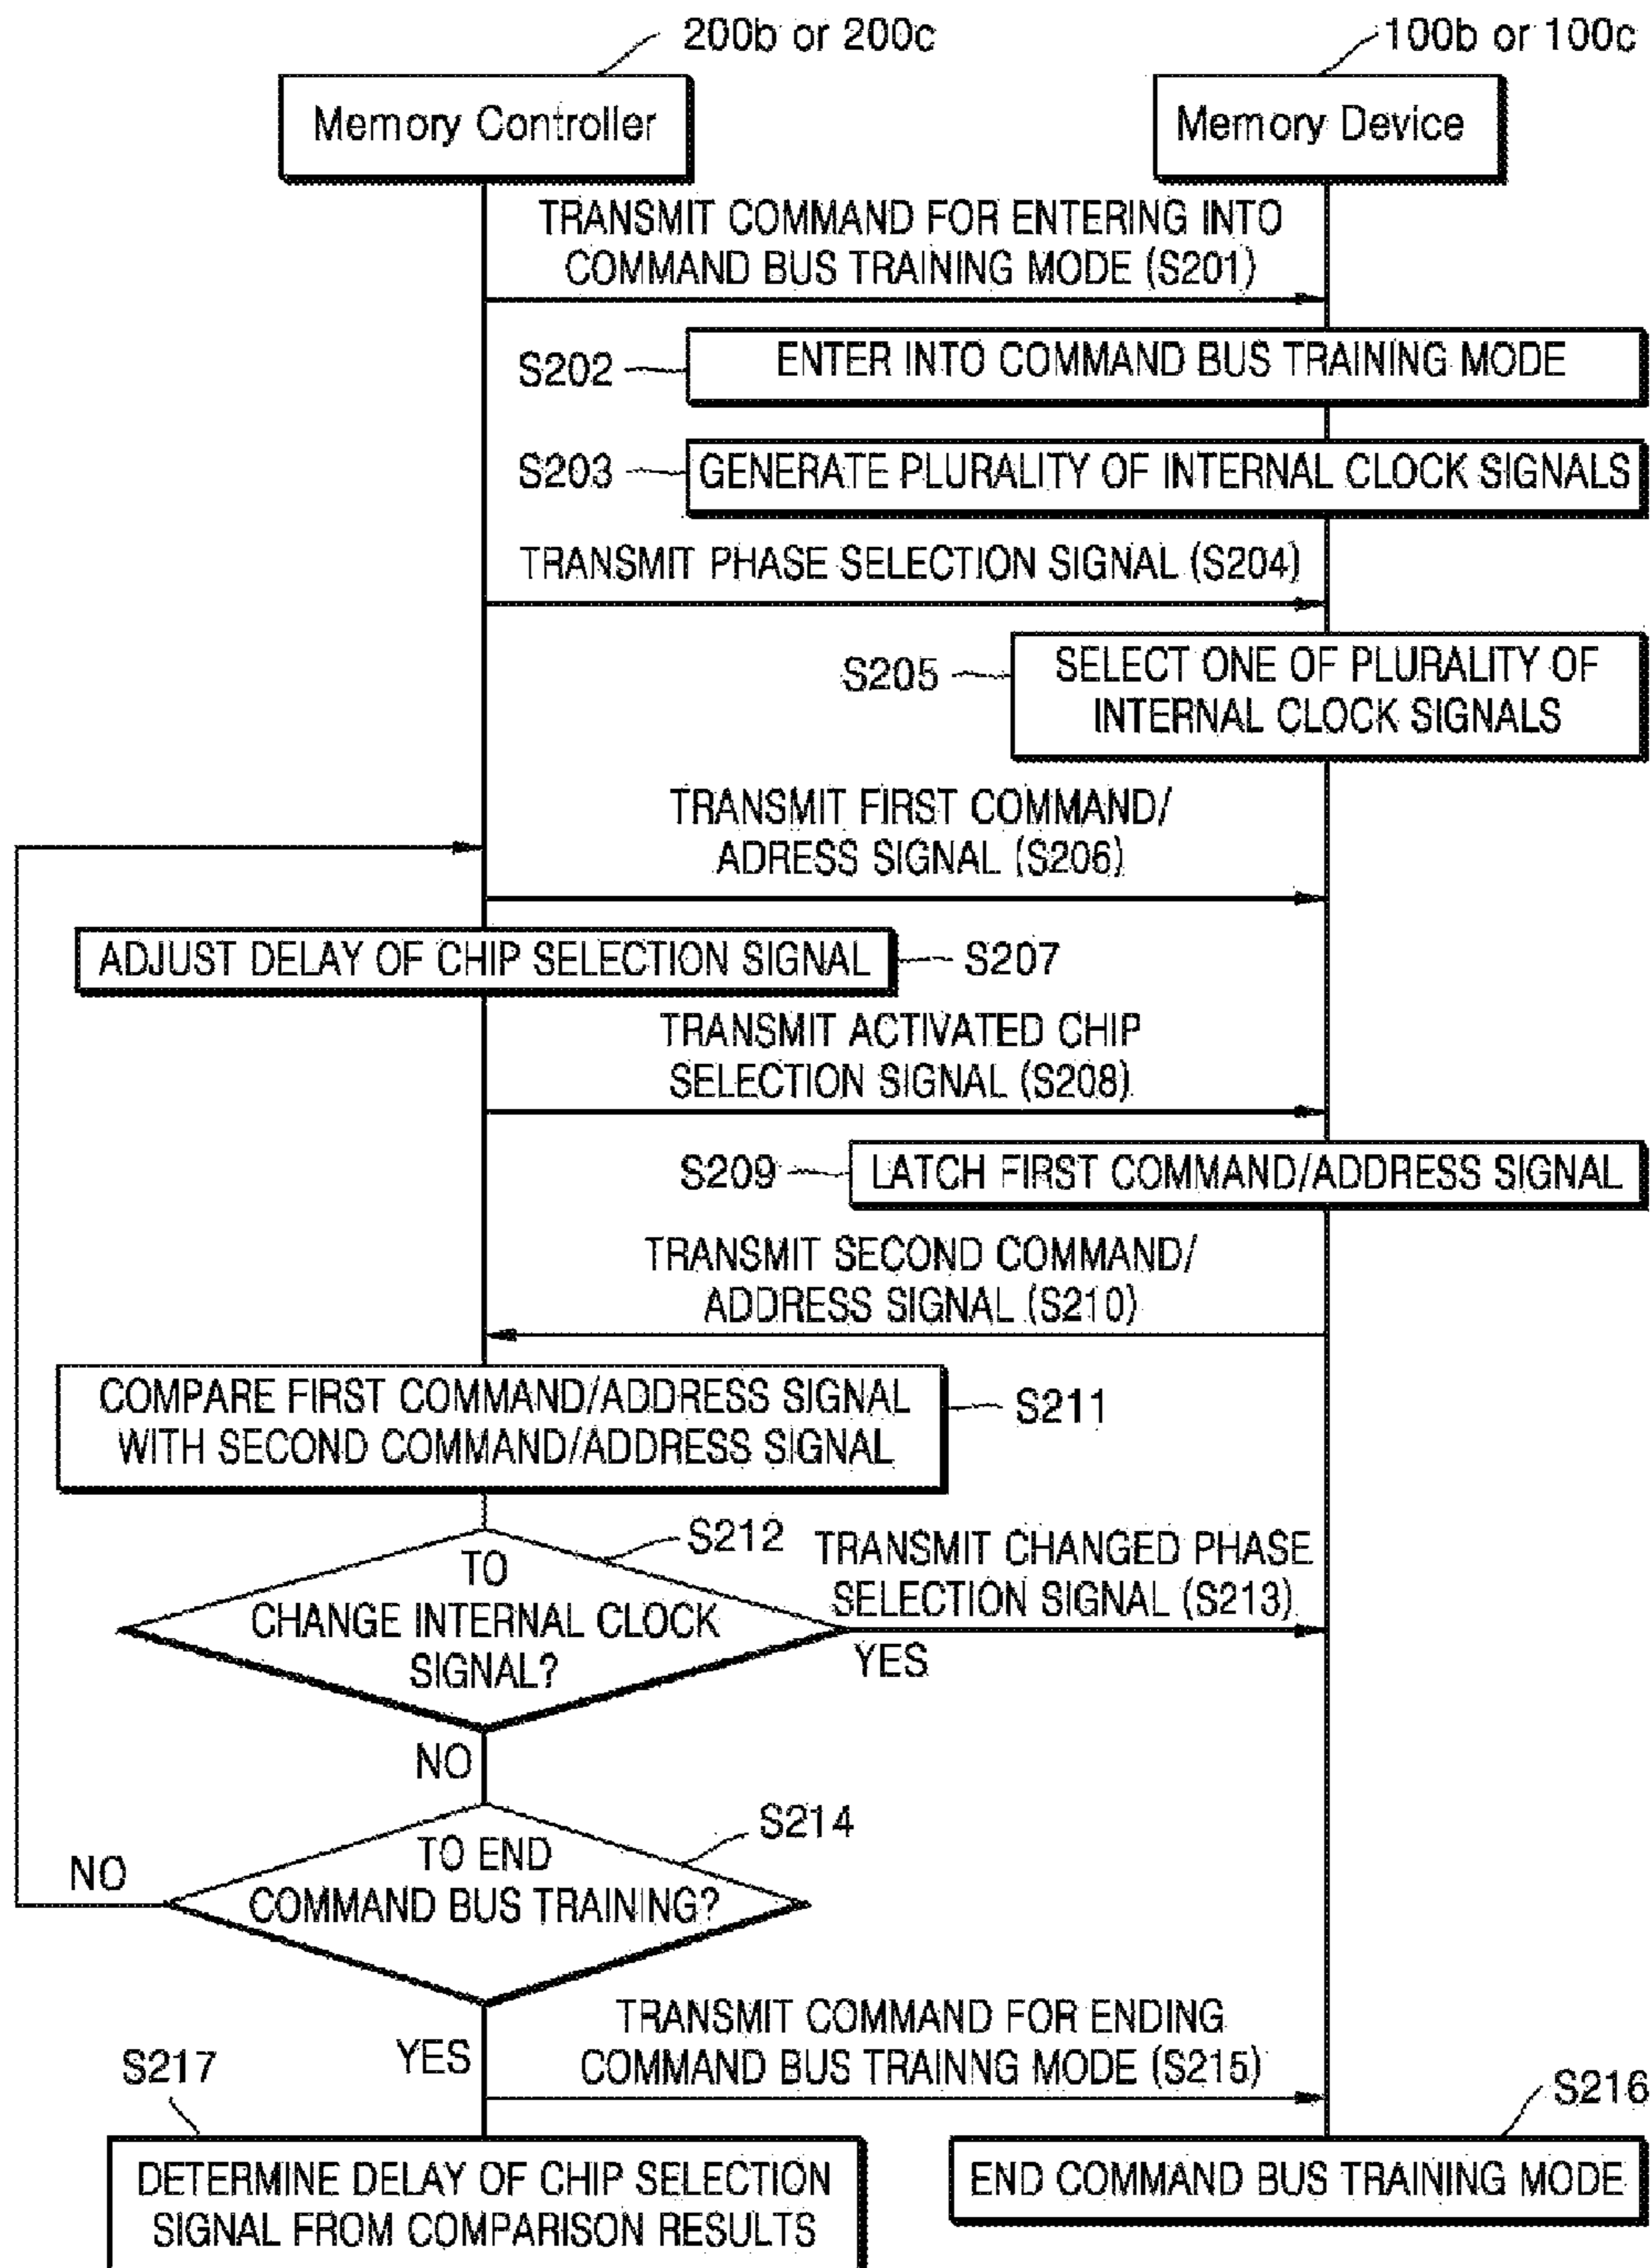 200b or 200c
100b or 100c
Memory Controller
Memory Device
TRANSMIT COMMAND FOR ENTERING INTO
COMMAND BUS TRAINING MODE (S201)
S202
ENTER INTO COMMAND BUS TRAINING MODE
S203
GENERATE PLURALITY OF INTERNAL CLOCK SIGNALS
TRANSMIT PHASE SELECTION SIGNAL (S204)
S205
SELECT ONE OF PLURALITY OF
INTERNAL CLOCK SIGNALS
TRANSMIT FIRST COMMAND/
ADRESS SIGNAL (S206)
ADJUST DELAY OF CHIP SELECTION SIGNAL
S207
TRANSMIT ACTIVATED CHIP
SELECTION SIGNAL (S208)
S209
LATCH FIRST COMMAND/ADDRESS SIGNAL
TRANSMIT SECOND COMMAND/
ADDRESS SIGNAL (S210)
COMPARE FIRST COMMAND/ADDRESS SIGNAL
WITH SECOND COMMAND/ADDRESS SIGNAL
S211
S212
TO
CHANGE INTERNAL CLOCK
SIGNAL?
TRANSMIT CHANGED PHASE
SELECTION SIGNAL (S213)
YES
NO
S214
TO END
COMMAND BUS TRAINING?
NO
YES
TRANSMIT COMMAND FOR ENDING
COMMAND BUS TRAINNG MODE (S215)
S217
S216
DETERMINE DELAY OF CHIP SELECTION
SIGNAL FROM COMPARISON RESULTS
END COMMAND BUS TRAINING MODE